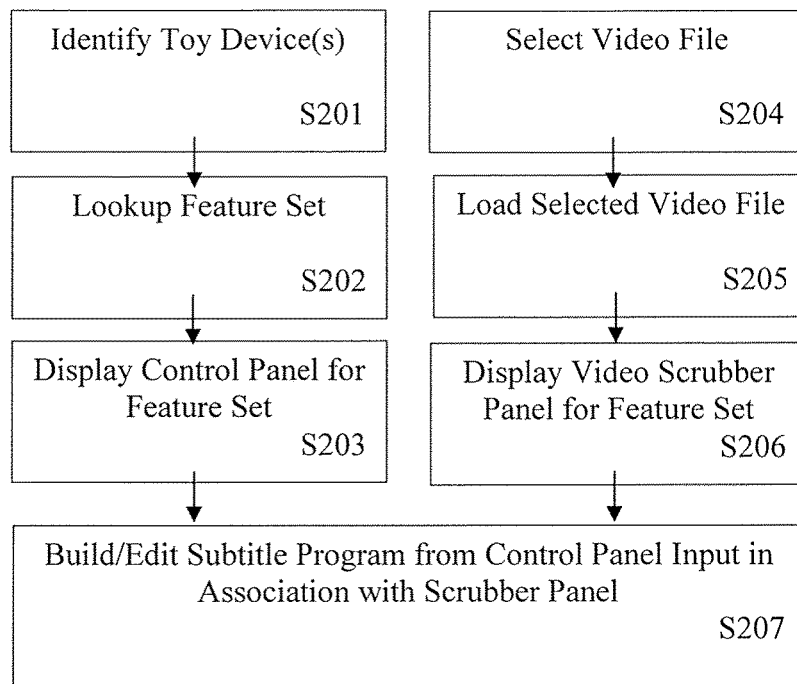 Identify Toy Device(s)
S201
Lookup Feature Set
S202
Display Control Panel for
Feature Set
S203
Select Video File
S204
Load Selected Video File
S205
Display Video Scrubber
Panel for Feature Set
S206
Build/Edit Subtitle Program from Control Panel Input in
Association with Scrubber Panel
S207